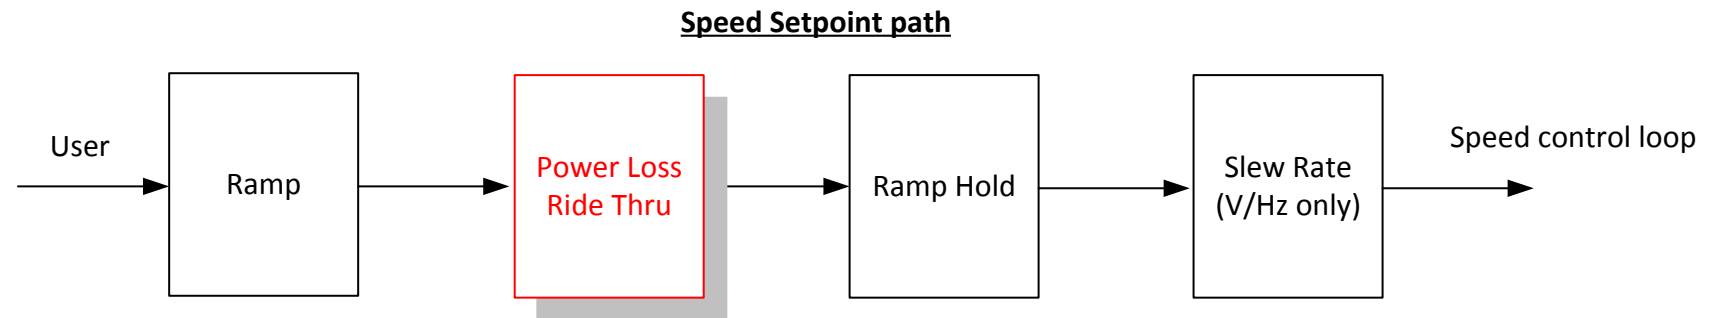 Speed Setpoint path
User
Ramp
Power Loss
Ride Thru
Ramp Hold
Slew Rate
(V/Hz only)
Speed control loop